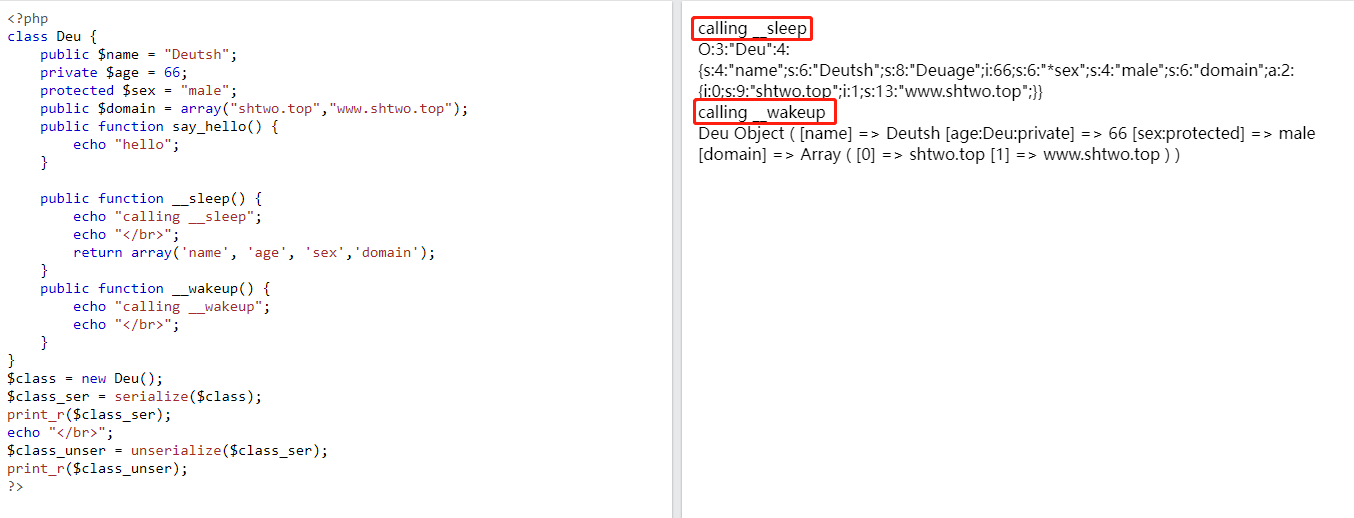 <?php
class Deu {
    public $name = "Deutsh";
    private $age = 66;
    protected $sex = "male";
    public $domain = array("shtwo.top","www.shtwo.top");
    public function say_hello() {
        echo "hello";
    }

    public function __sleep() {
        echo "calling __sleep";
        echo "</br>";
        return array('name', 'age', 'sex','domain');
    }
    public function __wakeup() {
        echo "calling __wakeup";
        echo "</br>";
    }
}
$class = new Deu();
$class_ser = serialize($class);
print_r($class_ser);
echo "</br>";
$class_unser = unserialize($class_ser);
print_r($class_unser);
?>
calling __sleep
O:3:"Deu":4:
{s:4:"name";s:6:"Deutsh";s:8:"Deuage";i:66;s:6:"*sex";s:4:"male";s:6:"domain";a:2:
{i:0;s:9:"shtwo.top";i:1;s:13:"www.shtwo.top";}}
calling __wakeup
Deu Object ( [name] => Deutsh [age:Deu:private] => 66 [sex:protected] => male
[domain] => Array ( [0] => shtwo.top [1] => www.shtwo.top ) )